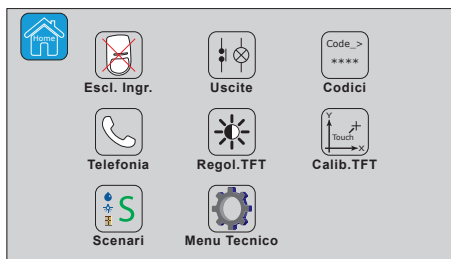 Home
Code_>
****
Escl. Ingr. Uscite Codici
Y
Touch
X
Telefonia Regol.TFT Calib.TFT
S
Scenari Menu Tecnico